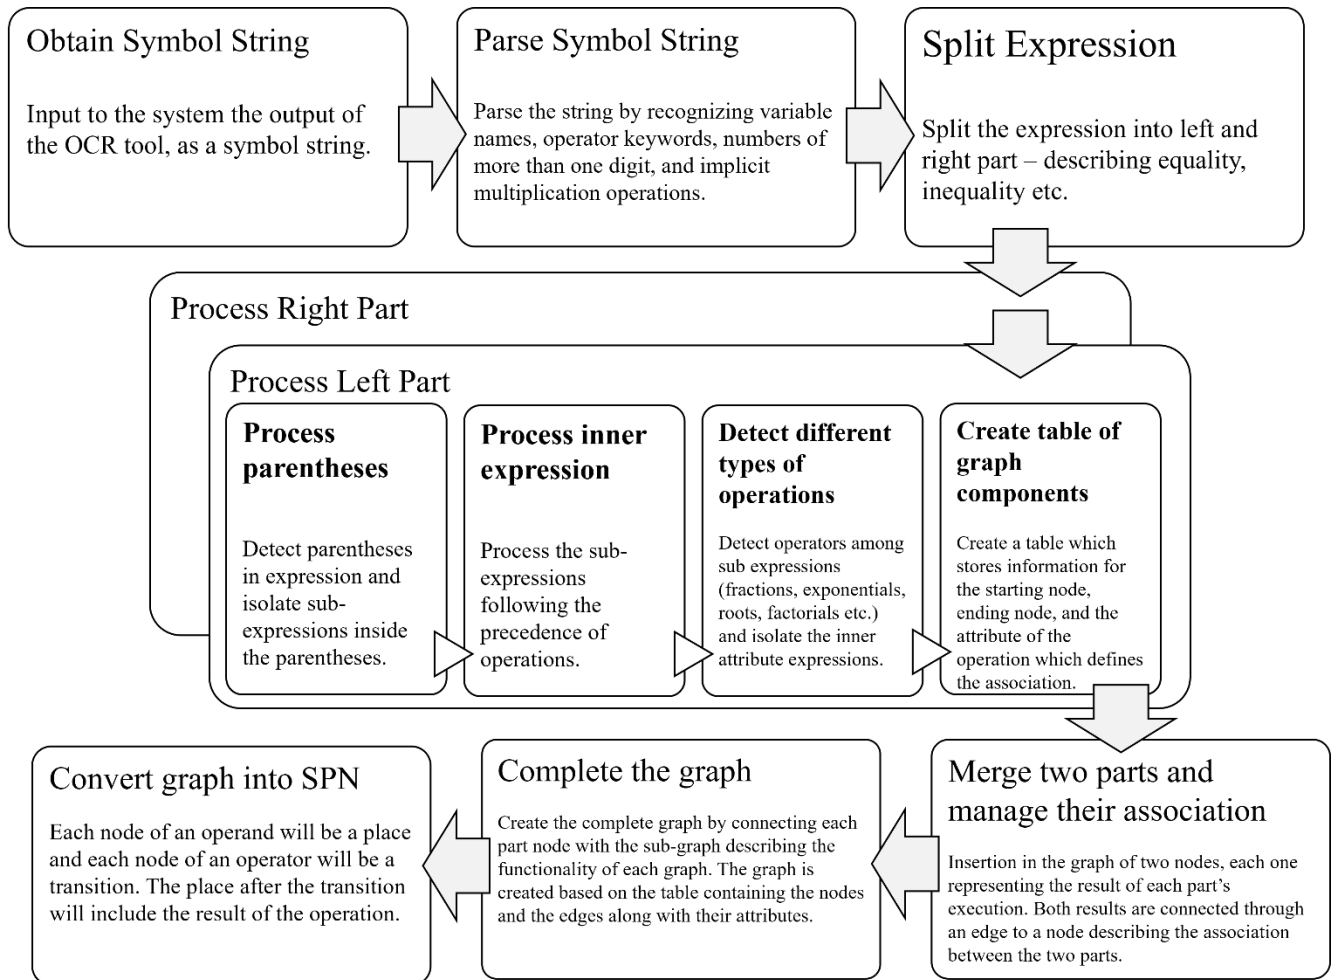 Obtain Symbol String
Input to the system the output of
the OCR tool, as a symbol string.
Parse Symbol String
Parse the string by recognizing variable
names, operator keywords, numbers of
more than one digit, and implicit
multiplication operations.
Split Expression
Split the expression into left and
right part – describing equality,
inequality etc.
Process Right Part
Process Left Part
Process
parentheses
Detect parentheses
in expression and
isolate sub-
expressions inside
the parentheses.
Process inner
expression
Process the sub-
expressions
following the
precedence of
operations.
Detect different
types of
operations
Detect operators among
sub expressions
(fractions, exponentials,
roots, factorials etc.)
and isolate the inner
attribute expressions.
Create table of
graph
components
Create a table which
stores information for
the starting node,
ending node, and the
attribute of the
operation which defines
the association.
Merge two parts and
manage their association
Insertion in the graph of two nodes, each one
representing the result of each part’s
execution. Both results are connected through
an edge to a node describing the association
between the two parts.
Complete the graph
Create the complete graph by connecting each
part node with the sub-graph describing the
functionality of each graph. The graph is
created based on the table containing the nodes
and the edges along with their attributes.
Convert graph into SPN
Each node of an operand will be a place
and each node of an operator will be a
transition. The place after the transition
will include the result of the operation.